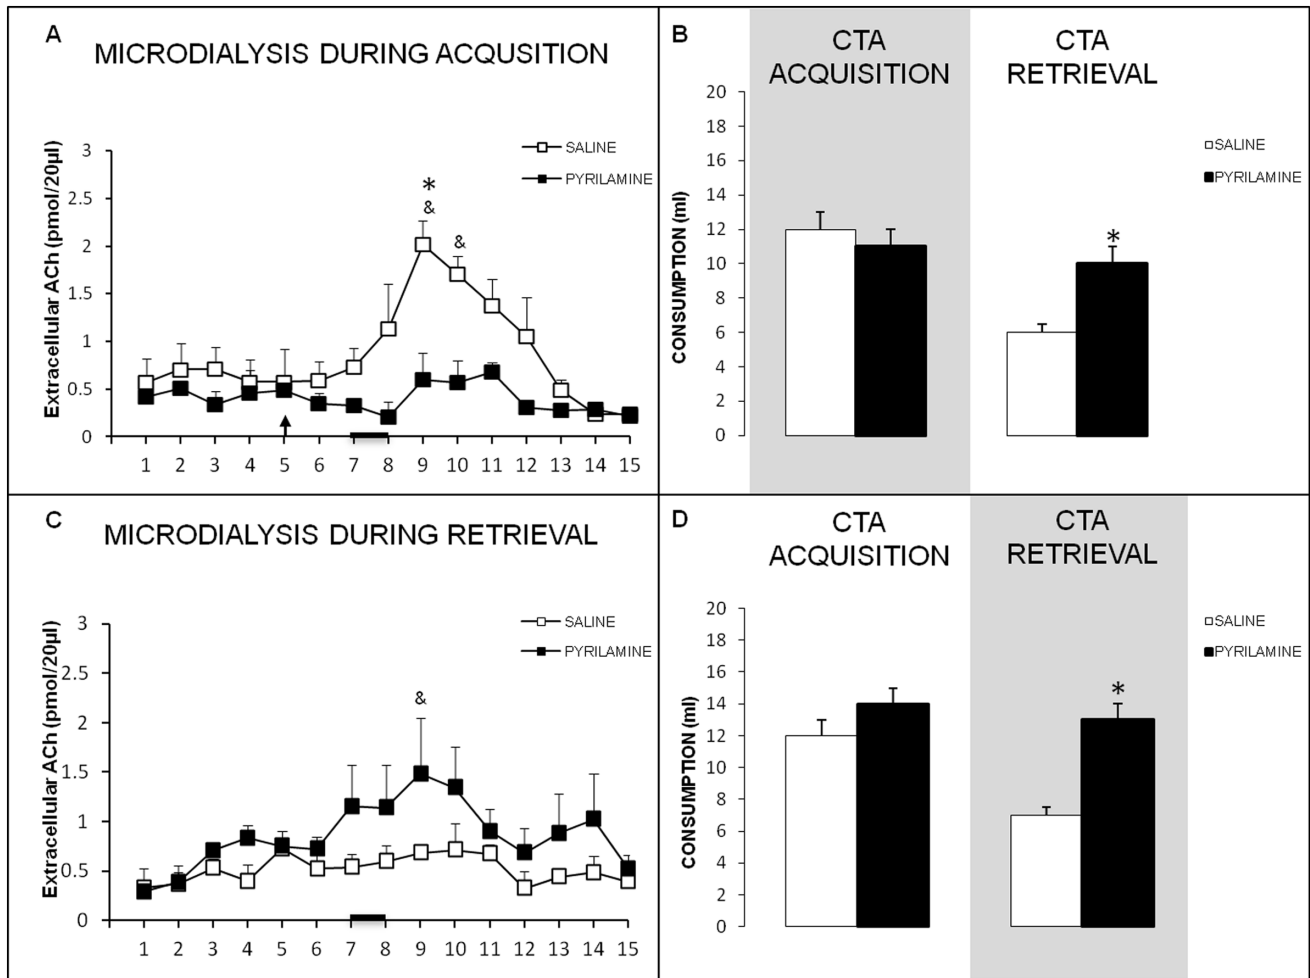 A
MICRODIALYSIS DURING ACQUSITION
SALINE
PYRILAMINE
Extracellular ACh (pmol/20µl)
3
2.5
2
1.5
1
0.5
0
*
&
&
1 2 3 4 5 6 7 8 9 10 11 12 13 14 15
B
CTA
ACQUISITION
CTA
RETRIEVAL
SALINE
PYRILAMINE
CONSUMPTION (ml)
20
18
16
14
12
10
8
6
4
2
0
*
C
MICRODIALYSIS DURING RETRIEVAL
SALINE
PYRILAMINE
Extracellular ACh (pmol/20µl)
3
2.5
2
1.5
1
0.5
0
&
1 2 3 4 5 6 7 8 9 10 11 12 13 14 15
D
CTA
ACQUISITION
CTA
RETRIEVAL
SALINE
PYRILAMINE
CONSUMPTION (ml)
20
18
16
14
12
10
8
6
4
2
0
*